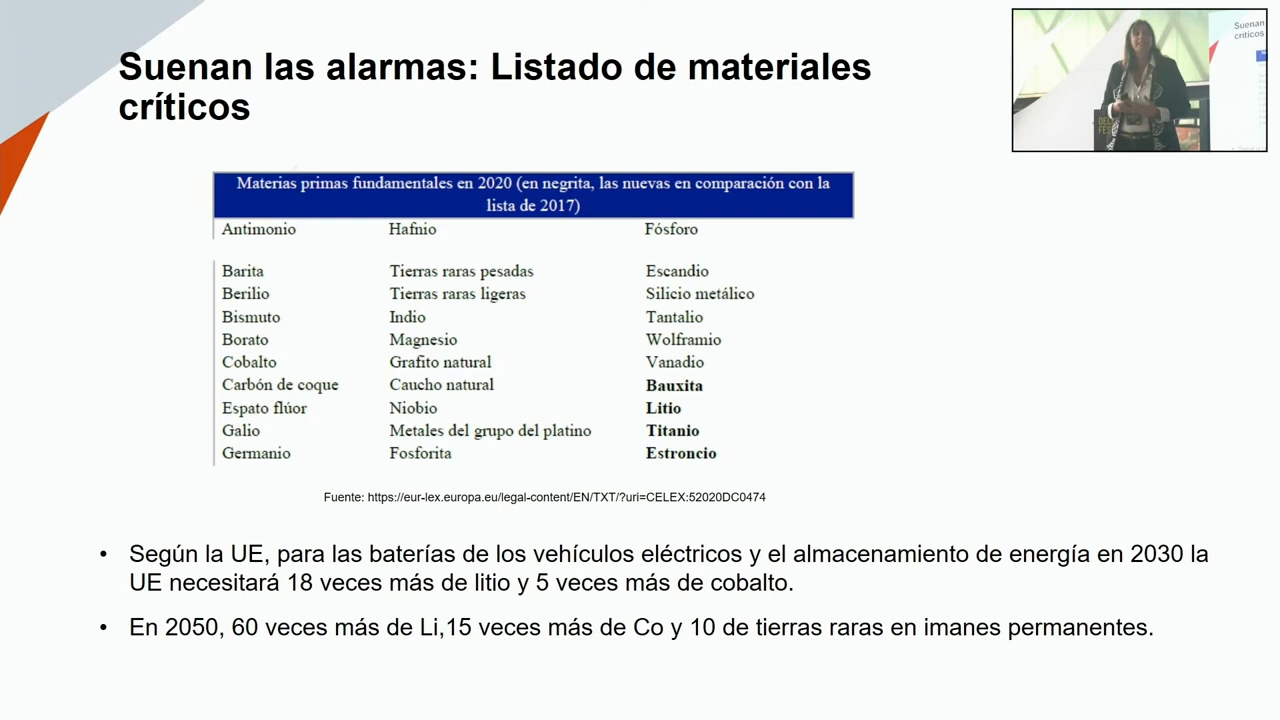 Suenan las alarmas: Listado de materiales
críticos
Suenan
críticos
Materias primas fundamentales en 2020 (en negrita, las nuevas en comparación con la
lista de 2017)
Antimonio Hafnio Fósforo
Barita Tierras raras pesadas Escandio
Berilio Tierras raras ligeras Silicio metálico
Bismuto Indio Tantalio
Borato Magnesio Wolframio
Cobalto Grafito natural Vanadio
Carbón de coque Caucho natural Bauxita
Espato flúor Niobio Litio
Galio Metales del grupo del platino Titanio
Germanio Fosforita Estroncio
Fuente: https://eur-lex.europa.eu/legal-content/EN/TXT/?uri=CELEX:52020DC0474
• Según la UE, para las baterías de los vehículos eléctricos y el almacenamiento de energía en 2030 la
UE necesitará 18 veces más de litio y 5 veces más de cobalto.
• En 2050, 60 veces más de Li,15 veces más de Co y 10 de tierras raras en imanes permanentes.